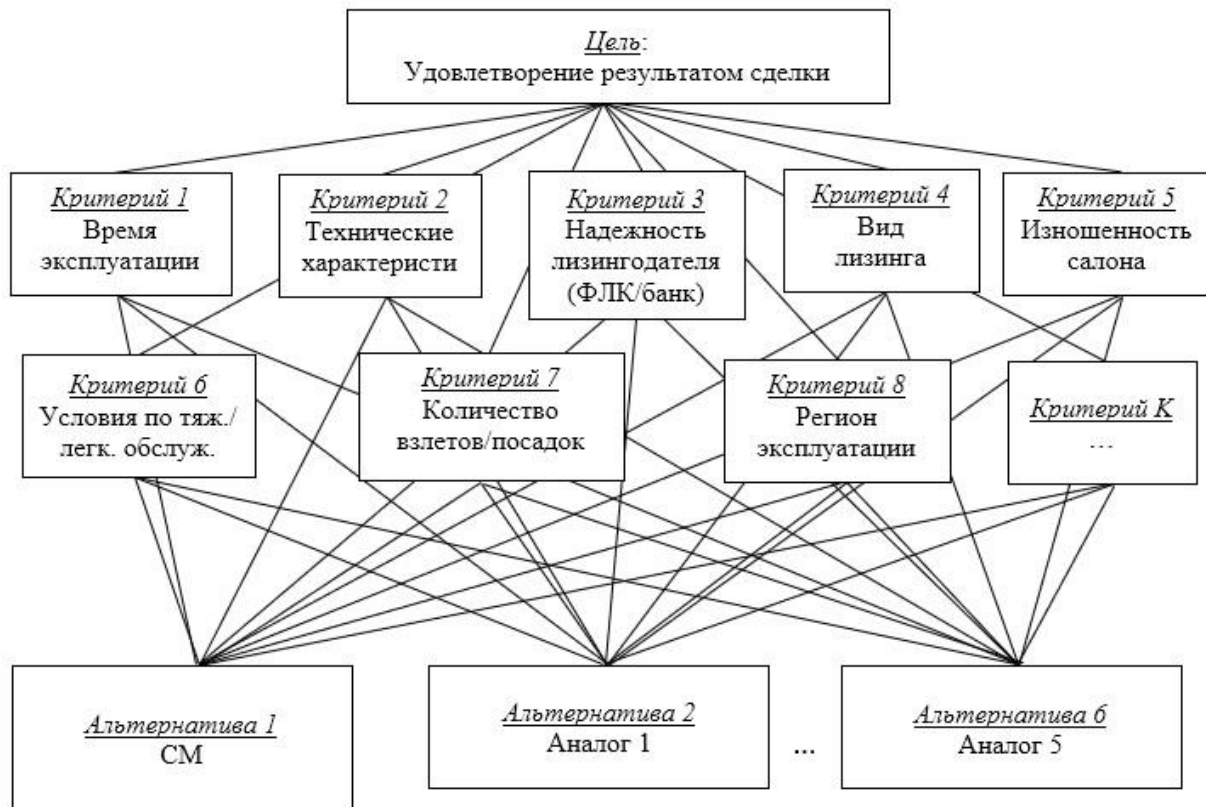 Цель:
Удовлетворение результатом сделки
Критерий 1
Время
эксплуатации
Критерий 2
Технические
характеристи
Критерий 3
Надежность
лизингодателя
(ФЛК/банк)
Критерий 4
Вид
лизинга
Критерий 5
Изношенность
салона
Критерий 6
Условия по тяж./
легк. обслуж.
Критерий 7
Количество
взлетов/посадок
Критерий 8
Регион
эксплуатации
Критерий K
…
Альтернатива 1
СМ
Альтернатива 2
Аналог 1
...
Альтернатива 6
Аналог 5